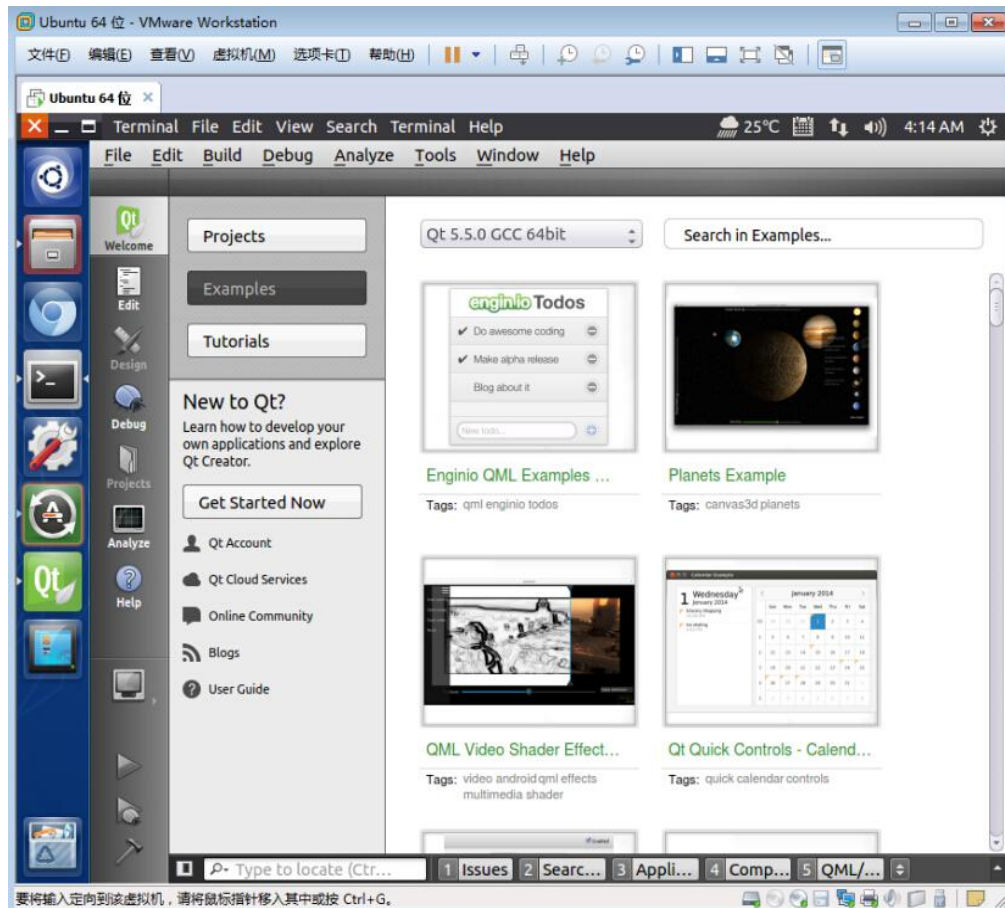 Ubuntu 64 位 - VMware Workstation
文件(F) 编辑(E) 查看(V) 虚拟机(M) 选项卡(T) 帮助(H)
Ubuntu 64 位
Terminal File Edit View Search Terminal Help 25°C 4:14 AM
File Edit Build Debug Analyze Tools Window Help
Qt
Welcome
Edit
Design
Debug
Projects
Analyze
Help
Projects
Examples
Tutorials
New to Qt?
Learn how to develop your
own applications and explore
Qt Creator.
Get Started Now
Qt Account
Qt Cloud Services
Online Community
Blogs
User Guide
Qt 5.5.0 GCC 64bit
Search in Examples...
enginio Todos
Do awesome coding
Make alpha release
Blog about it
New todo...
Enginio QML Examples ...
Tags: qml enginio todos
Planets Example
Tags: canvas3d planets
QML Video Shader Effect...
Tags: video android qml effects
multimedia shader
Calendar Example
1 Wednesday
January 2014
January 2014
Qt Quick Controls - Calend...
Tags: quick calendar controls
Type to locate (Ctr...
1 Issues 2 Searc... 3 Appli... 4 Comp... 5 QML/...
要将输入定向到该虚拟机，请将鼠标指针移入其中或按 Ctrl+G。